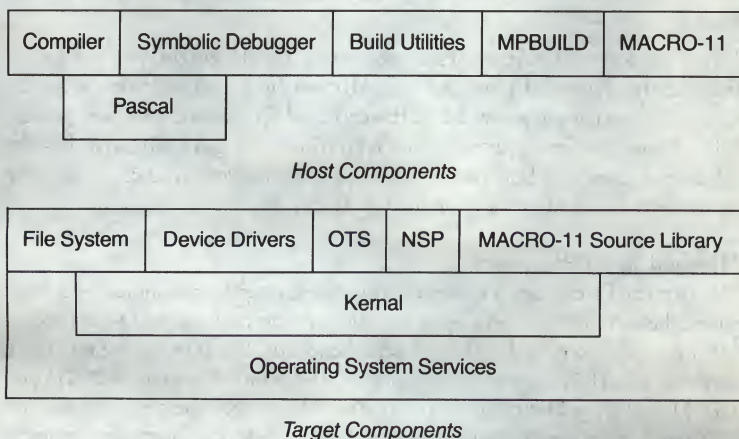 Compiler Symbolic Debugger Build Utilities MPBUILD MACRO-11
Pascal
Host Components
File System Device Drivers OTS NSP MACRO-11 Source Library
Kernal
Operating System Services
Target Components